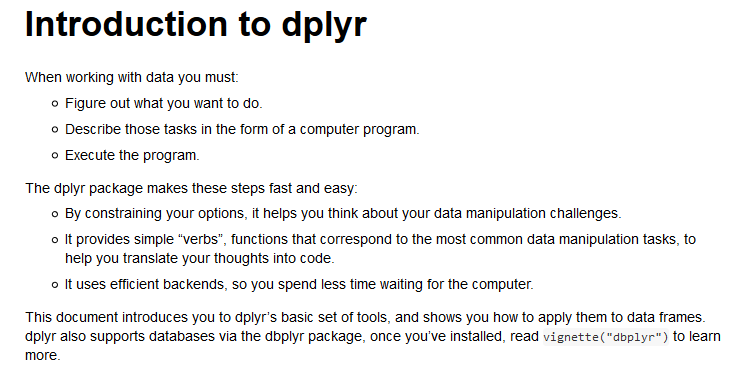 Introduction to dplyr
When working with data you must:
Figure out what you want to do.
Describe those tasks in the form of a computer program.
Execute the program.
The dplyr package makes these steps fast and easy:
By constraining your options, it helps you think about your data manipulation challenges.
It provides simple “verbs”, functions that correspond to the most common data manipulation tasks, to
help you translate your thoughts into code.
It uses efficient backends, so you spend less time waiting for the computer.
This document introduces you to dplyr’s basic set of tools, and shows you how to apply them to data frames.
dplyr also supports databases via the dbplyr package, once you’ve installed, read vignette("dbplyr") to learn
more.